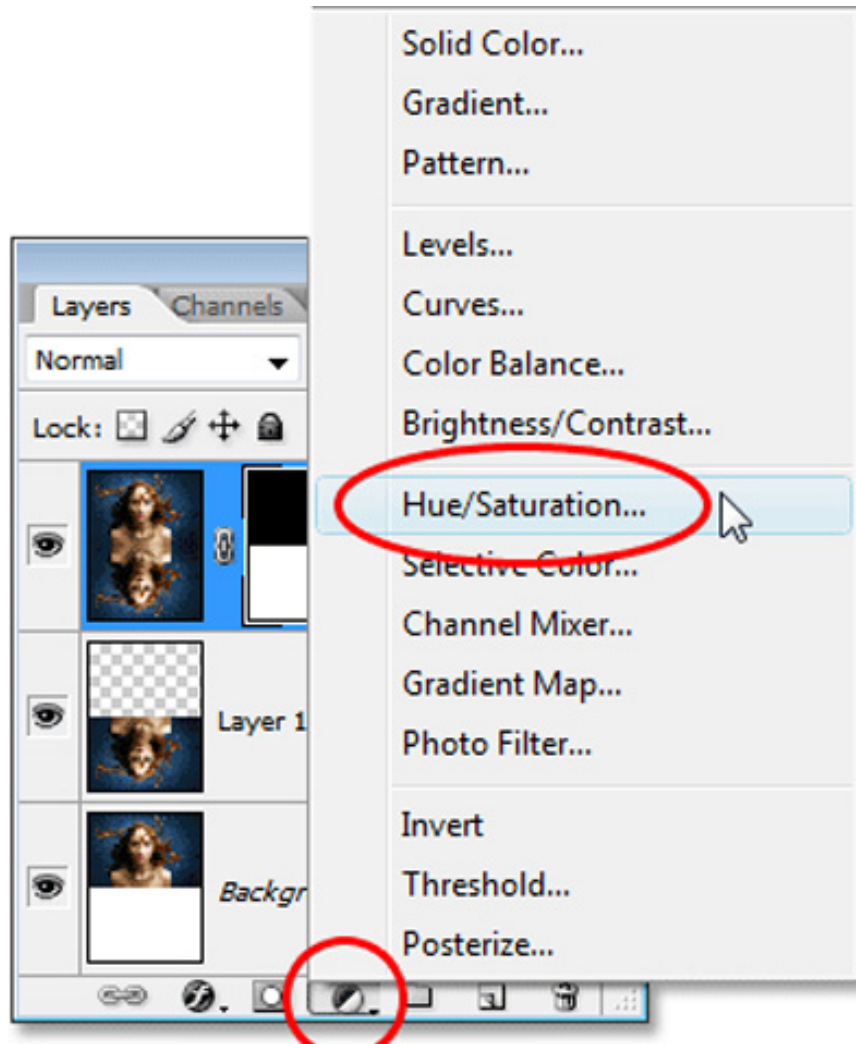 Solid Color...
Gradient...
Pattern...
Levels...
Curves...
Color Balance...
Brightness/Contrast...
Hue/Saturation...
Selective Color...
Channel Mixer...
Gradient Map...
Photo Filter...
Invert
Threshold...
Posterize...
Layers Channels
Normal
Lock:
Layer 1
Backgr